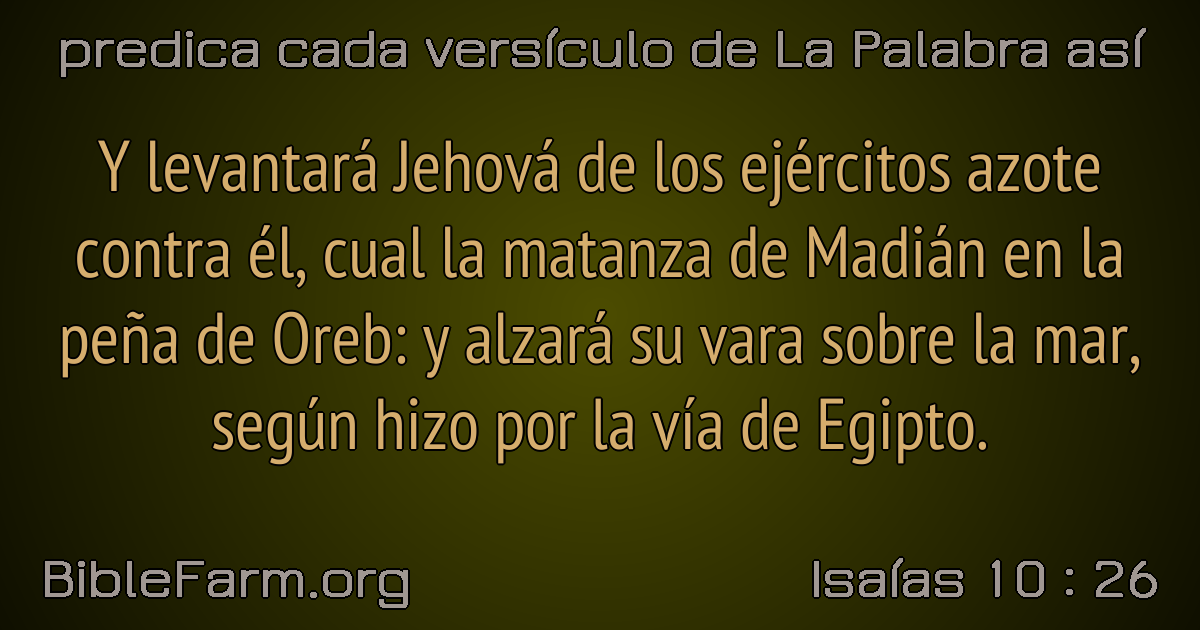 predica cada versículo de La Palabra así
Y levantará Jehová de los ejércitos azote
contra él, cual la matanza de Madián en la
peña de Oreb: y alzará su vara sobre la mar,
según hizo por la vía de Egipto.
BibleFarm.org
Isaías 10 : 26